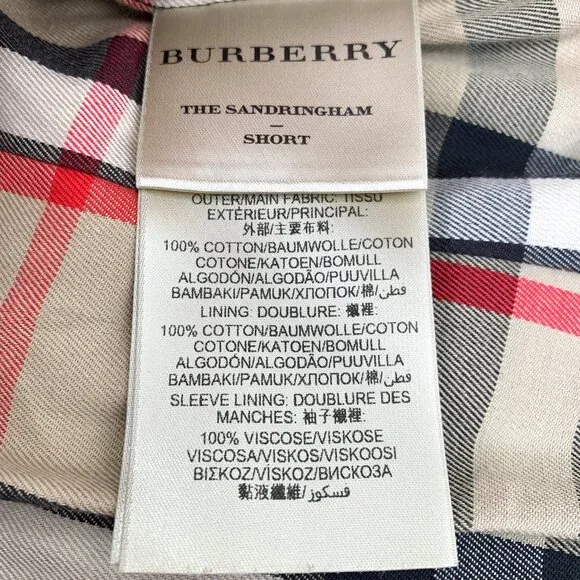 BURBERRY
THE SANDRINGHAM
–
SHORT
OUTER/MAIN FABRIC: TISSU
EXTÉRIEUR/PRINCIPAL:
外部/主要布料:
100% COTTON/BAUMWOLLE/COTON
COTONE/KATOEN/BOMULL
ALGODÓN/ALGODÃO/PUUVILLA
BAMBAKI/PAMUK/ХЛОПОК/棉/قطن
LINING: DOUBLURE: 襯裡:
100% COTTON/BAUMWOLLE/COTON
COTONE/KATOEN/BOMULL
ALGODÓN/ALGODÃO/PUUVILLA
BAMBAKI/PAMUK/ХЛОПОК/棉/قطن
SLEEVE LINING: DOUBLURE DES
MANCHES: 袖子襯裡:
100% VISCOSE/VISKOSE
VISCOSA/VISKOS/VISKOOSI
ΒΙΣΚΟΖ/VİSKOZ/ВИСКОЗА
黏液纖維/فسكوز